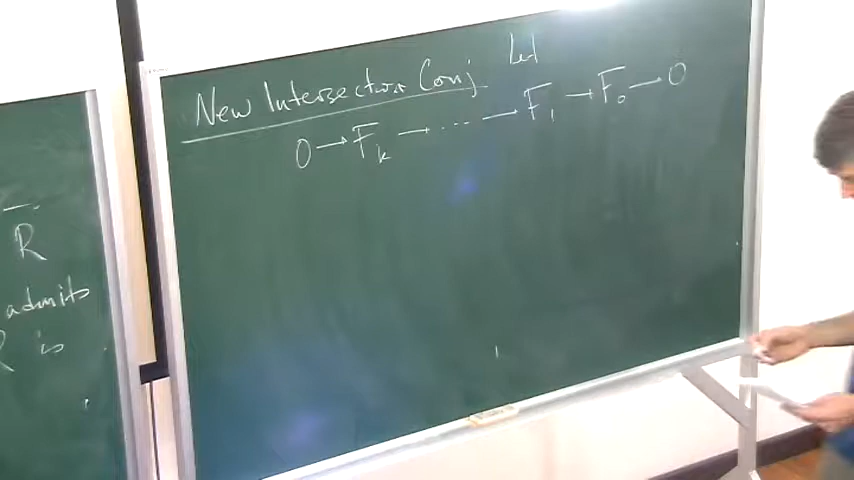 R
admits
R is
New Intersection Conj. Let
0 → F_k → ... → F_1 → F_0 → 0